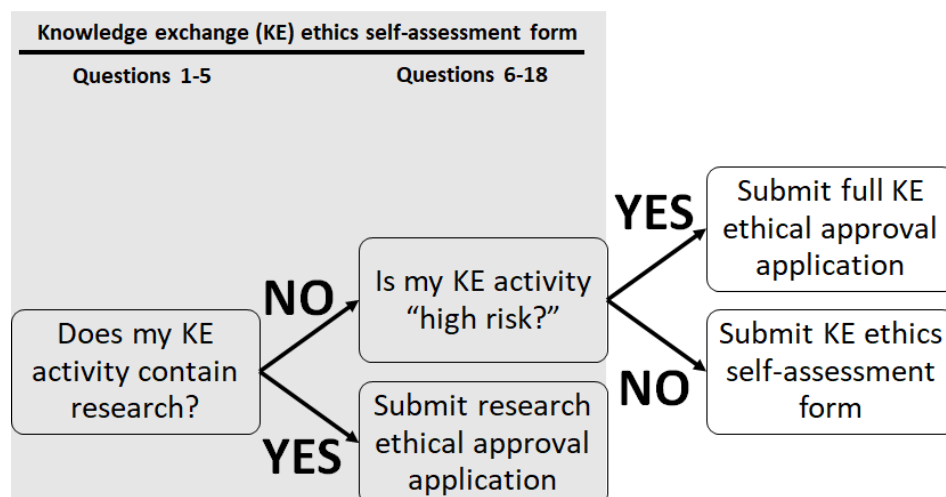 Knowledge exchange (KE) ethics self-assessment form
Questions 1-5
Questions 6-18
Does my KE
activity contain
research?
NO
YES
Is my KE activity
“high risk?”
Submit research
ethical approval
application
YES
NO
Submit full KE
ethical approval
application
Submit KE ethics
self-assessment
form